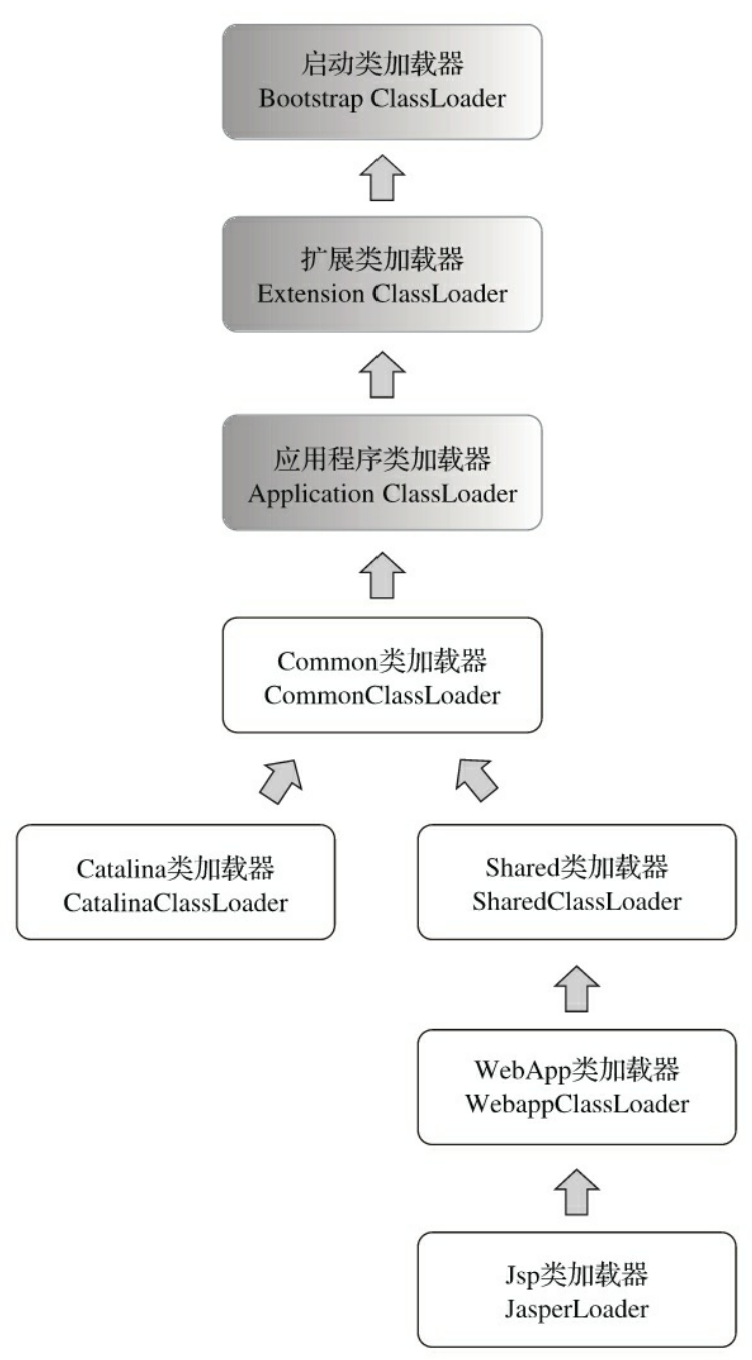 启动类加载器
Bootstrap ClassLoader
扩展类加载器
Extension ClassLoader
应用程序类加载器
Application ClassLoader
Common类加载器
CommonClassLoader
Catalina类加载器
CatalinaClassLoader
Shared类加载器
SharedClassLoader
WebApp类加载器
WebappClassLoader
Jsp类加载器
JasperLoader